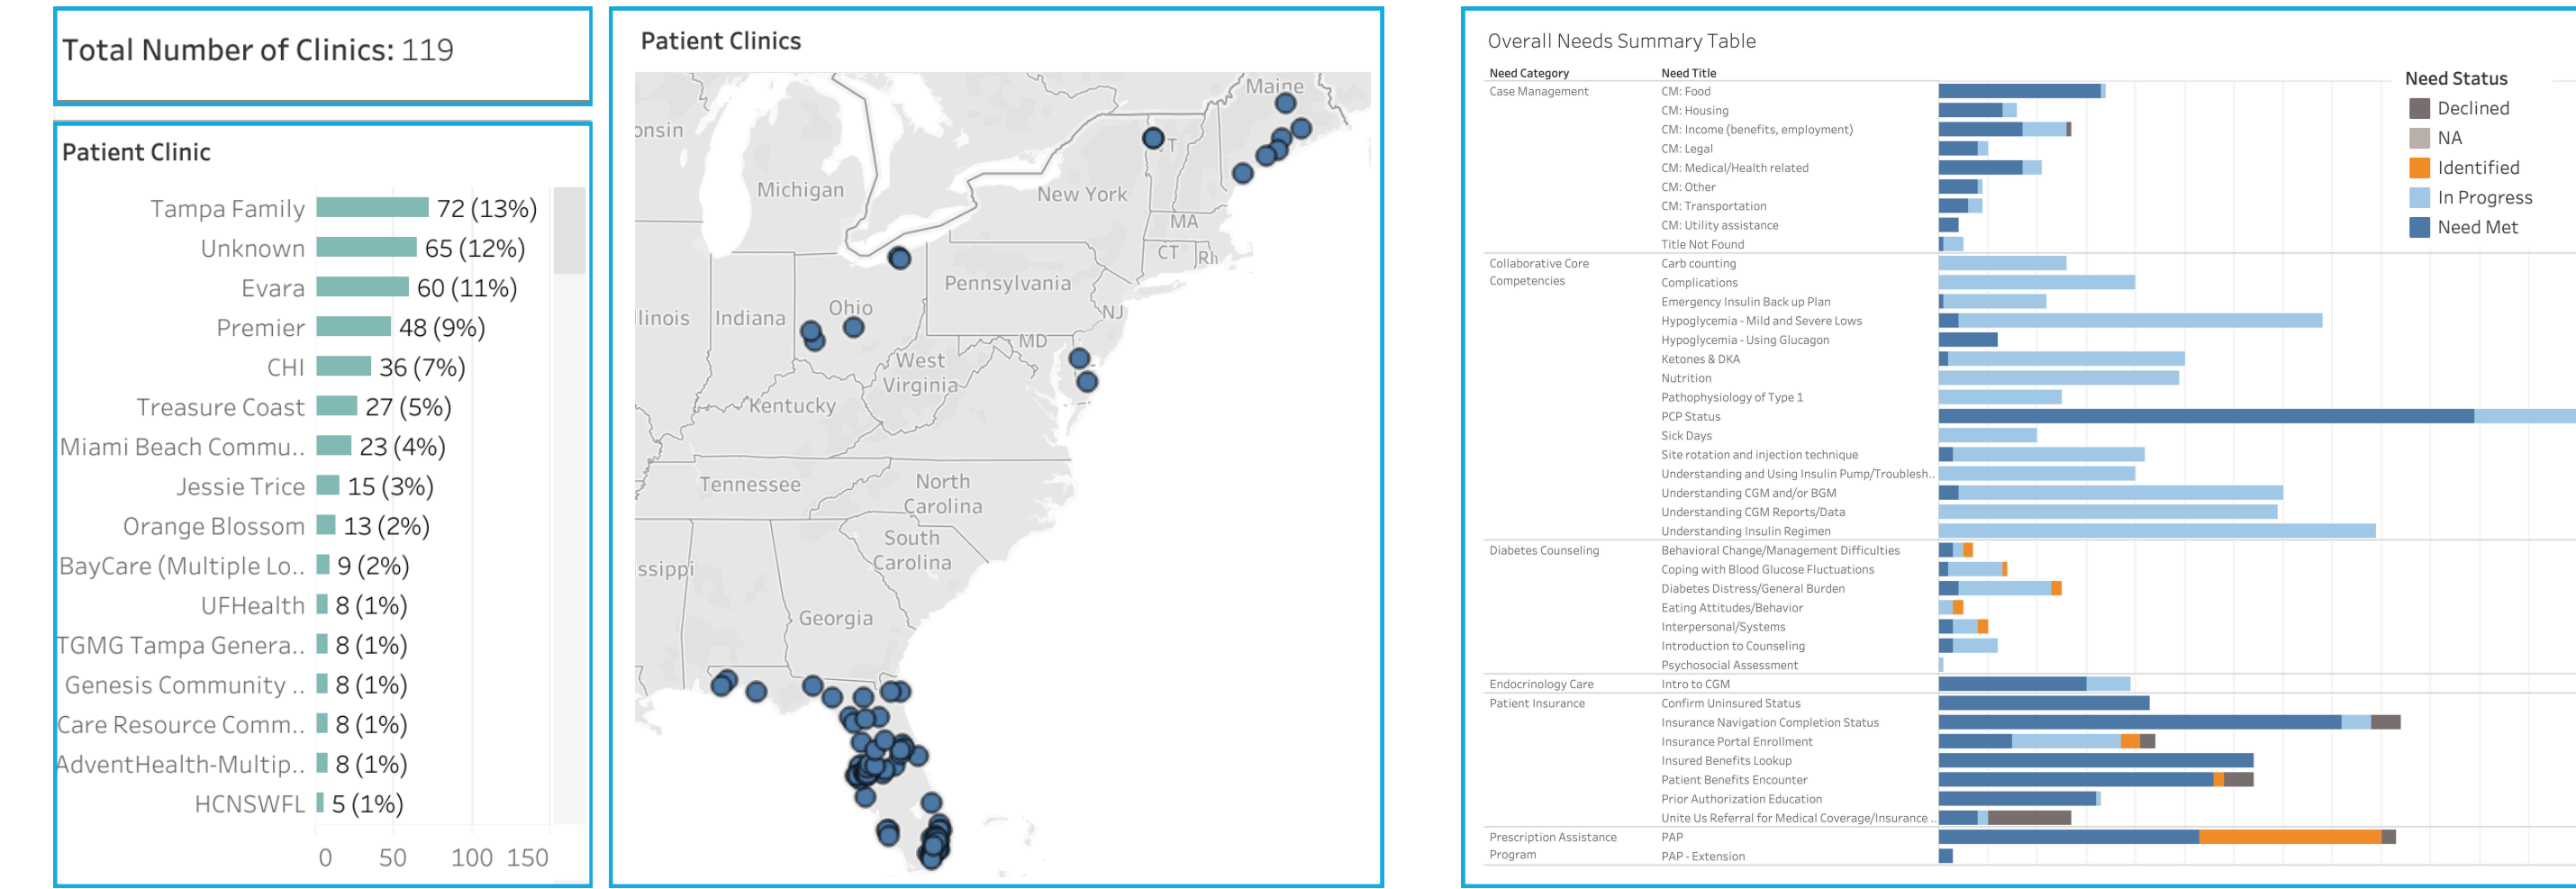 Total Number of Clinics: 119
Patient Clinic
Tampa Family 72 (13%)
Unknown 65 (12%)
Evara 60 (11%)
Premier 48 (9%)
CHI 36 (7%)
Treasure Coast 27 (5%)
Miami Beach Commu.. 23 (4%)
Jessie Trice 15 (3%)
Orange Blossom 13 (2%)
BayCare (Multiple Lo.. 9 (2%)
UFHealth 8 (1%)
TGMG Tampa Genera.. 8 (1%)
Genesis Community .. 8 (1%)
Care Resource Comm.. 8 (1%)
AdventHealth-Multip.. 8 (1%)
HCNSWFL 5 (1%)
0 50 100 150
Patient Clinics
Maine
onsin
T
Michigan
New York
MA
CT Rh
Pennsylvania
Ohio
linois Indiana
NJ
MD
West
Virginia
Kentucky
Tennessee
North
Carolina
South
Carolina
ssippi
Georgia
Overall Needs Summary Table
Need Category Need Title
Case Management CM: Food
CM: Housing
CM: Income (benefits, employment)
CM: Legal
CM: Medical/Health related
CM: Other
CM: Transportation
CM: Utility assistance
Title Not Found
Collaborative Core Carb counting
Competencies Complications
Emergency Insulin Back up Plan
Hypoglycemia - Mild and Severe Lows
Hypoglycemia - Using Glucagon
Ketones & DKA
Nutrition
Pathophysiology of Type 1
PCP Status
Sick Days
Site rotation and injection technique
Understanding and Using Insulin Pump/Troublesh..
Understanding CGM and/or BGM
Understanding CGM Reports/Data
Understanding Insulin Regimen
Diabetes Counseling Behavioral Change/Management Difficulties
Coping with Blood Glucose Fluctuations
Diabetes Distress/General Burden
Eating Attitudes/Behavior
Interpersonal/Systems
Introduction to Counseling
Psychosocial Assessment
Endocrinology Care Intro to CGM
Patient Insurance Confirm Uninsured Status
Insurance Navigation Completion Status
Insurance Portal Enrollment
Insured Benefits Lookup
Patient Benefits Encounter
Prior Authorization Education
Unite Us Referral for Medical Coverage/Insurance ..
Prescription Assistance PAP
Program PAP - Extension
Need Status
Declined
NA
Identified
In Progress
Need Met